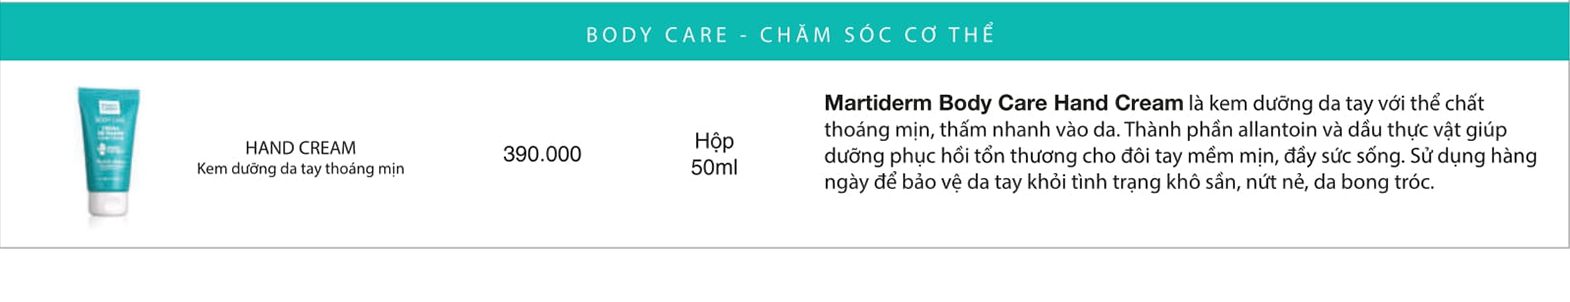 BODY CARE - CHĂM SÓC CƠ THỂ
BODY CARE
HAND CREAM
Kem dưỡng da tay thoáng mịn
390.000
Hộp
50ml
Martiderm Body Care Hand Cream là kem dưỡng da tay với thể chất
thoáng mịn, thấm nhanh vào da. Thành phần allantoin và dầu thực vật giúp
dưỡng phục hồi tổn thương cho đôi tay mềm mịn, đầy sức sống. Sử dụng hàng
ngày để bảo vệ da tay khỏi tình trạng khô sần, nứt nẻ, da bong tróc.